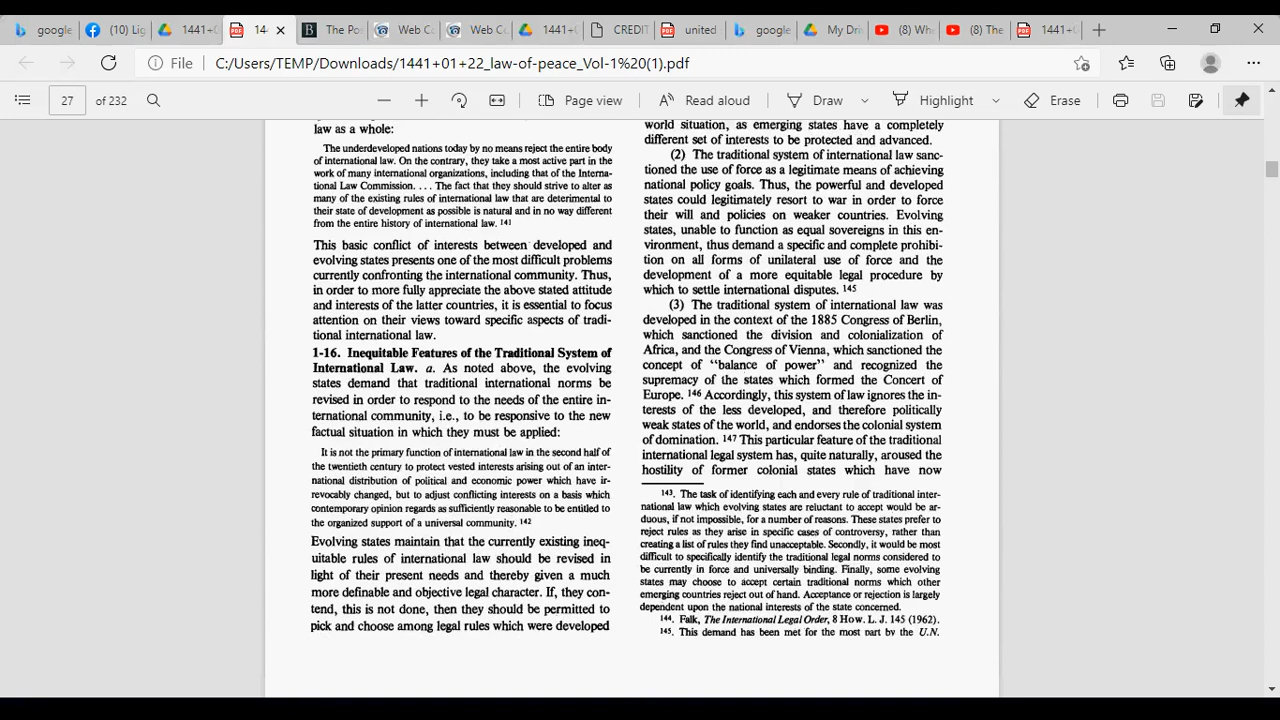 google
(10) Lig
1441+
14
The Po
Web Co
Web Co
1441+0
CREDIT
united
google
My Dri
(8) Whe
(8) The
1441+0
File
C:/Users/TEMP/Downloads/1441+01+22_law-of-peace_Vol-1%20(1).pdf
27
of 232
Page view
Read aloud
Draw
Highlight
Erase
law as a whole:
The underdeveloped nations today by no means reject the entire body
of international law. On the contrary, they take a most active part in the
work of many international organizations, including that of the Interna-
tional Law Commission. . . . The fact that they should strive to alter as
many of the existing rules of international law that are deterimental to
their state of development as possible is natural and in no way different
from the entire history of international law. 141
This basic conflict of interests between developed and
evolving states presents one of the most difficult problems
currently confronting the international community. Thus,
in order to more fully appreciate the above stated attitude
and interests of the latter countries, it is essential to focus
attention on their views toward specific aspects of tradi-
tional international law.
1-16. Inequitable Features of the Traditional System of
International Law. a. As noted above, the evolving
states demand that traditional international norms be
revised in order to respond to the needs of the entire in-
ternational community, i.e., to be responsive to the new
factual situation in which they must be applied:
It is not the primary function of international law in the second half of
the twentieth century to protect vested interests arising out of an inter-
national distribution of political and economic power which have ir-
revocably changed, but to adjust conflicting interests on a basis which
contemporary opinion regards as sufficiently reasonable to be entitled to
the organized support of a universal community. 142
Evolving states maintain that the currently existing ineq-
uitable rules of international law should be revised in
light of their present needs and thereby given a much
more definable and objective legal character. If, they con-
tend, this is not done, then they should be permitted to
pick and choose among legal rules which were developed
world situation, as emerging states have a completely
different set of interests to be protected and advanced.
(2) The traditional system of international law sanc-
tioned the use of force as a legitimate means of achieving
national policy goals. Thus, the powerful and developed
states could legitimately resort to war in order to force
their will and policies on weaker countries. Evolving
states, unable to function as equal sovereigns in this en-
vironment, thus demand a specific and complete prohibi-
tion on all forms of unilateral use of force and the
development of a more equitable legal procedure by
which to settle international disputes. 145
(3) The traditional system of international law was
developed in the context of the 1885 Congress of Berlin,
which sanctioned the division and colonialization of
Africa, and the Congress of Vienna, which sanctioned the
concept of "balance of power" and recognized the
supremacy of the states which formed the Concert of
Europe. 146 Accordingly, this system of law ignores the in-
terests of the less developed, and therefore politically
weak states of the world, and endorses the colonial system
of domination. 147 This particular feature of the traditional
international legal system has, quite naturally, aroused the
hostility of former colonial states which have now
143. The task of identifying each and every rule of traditional inter-
national law which evolving states are reluctant to accept would be ar-
duous, if not impossible, for a number of reasons. These states prefer to
reject rules as they arise in specific cases of controversy, rather than
creating a list of rules they find unacceptable. Secondly, it would be most
difficult to specifically identify the traditional legal norms considered to
be currently in force and universally binding. Finally, some evolving
states may choose to accept certain traditional norms which other
emerging countries reject out of hand. Acceptance or rejection is largely
dependent upon the national interests of the state concerned.
144. Falk, The International Legal Order, 8 How. L. J. 145 (1962).
145. This demand has been met for the most part by the U.N.